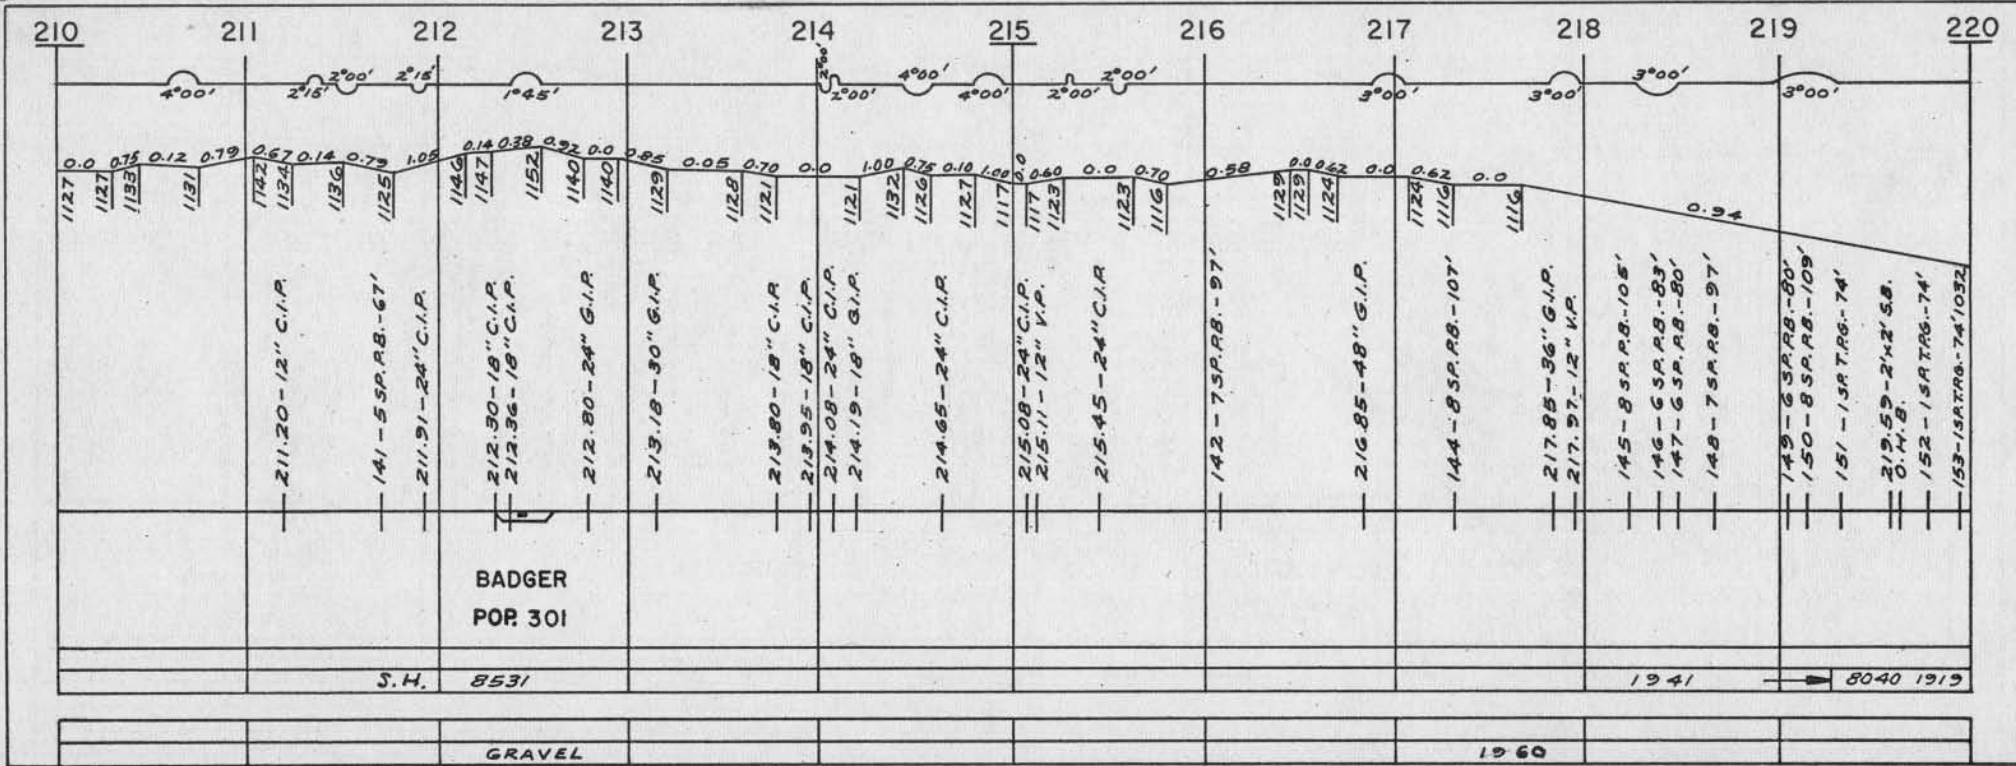 210 211 212 213 214 215 216 217 218 219 220
4°00' 2°15' 2°00' 2°15' 1°45' 2°00' 2°00' 4°00' 4°00' 2°00' 2°00' 3°00' 3°00' 3°00' 3°00'
0.0 0.75 0.12 0.79 0.67 0.14 0.79 1.05 0.14 0.38 0.92 0.0 0.85 0.05 0.70 0.0 1.00 0.75 0.10 1.00 0.0 0.60 0.0 0.70 0.58 0.0 0.62 0.0 0.62 0.0 0.94
1127 1127 1133 1131 1142 1134 1136 1125 1146 1147 1152 1140 1140 1129 1128 1121 1121 1132 1126 1127 1117 1117 1123 1123 1116 1129 1129 1124 1124 1116 1116 1032
211.20-12" C.I.P.
141-5 SP. P.B.-67'
211.91-24" C.I.P.
212.30-18" C.I.P.
212.36-18" C.I.P.
212.80-24" G.I.P.
213.18-30" G.I.P.
213.80-18" C.I.P.
213.95-18" C.I.P.
214.08-24" C.I.P.
214.19-18" G.I.P.
214.65-24" C.I.P.
215.08-24" C.I.P.
215.11-12" V.P.
215.45-24" C.I.P.
142-7 SP. P.B.-97'
216.85-48" G.I.P.
144-8 SP. P.B.-107'
217.85-36" G.I.P.
217.97-12" V.P.
145-8 SP. P.B.-105'
146-6 SP. P.B.-83'
147-6 SP. P.B.-80'
148-7 SP. P.B.-97'
149-6 SP. P.B.-80'
150-8 SP. P.B.-109'
151-1 SP. T.P.G.-74'
219.59-2'x2' S.B.
O.H.B.
152-1 SP. T.P.G.-74'
153-1 SP. T.P.G.-74'
BADGER
POP. 301
S.H. 8531 1941 8040 1919
GRAVEL 1960